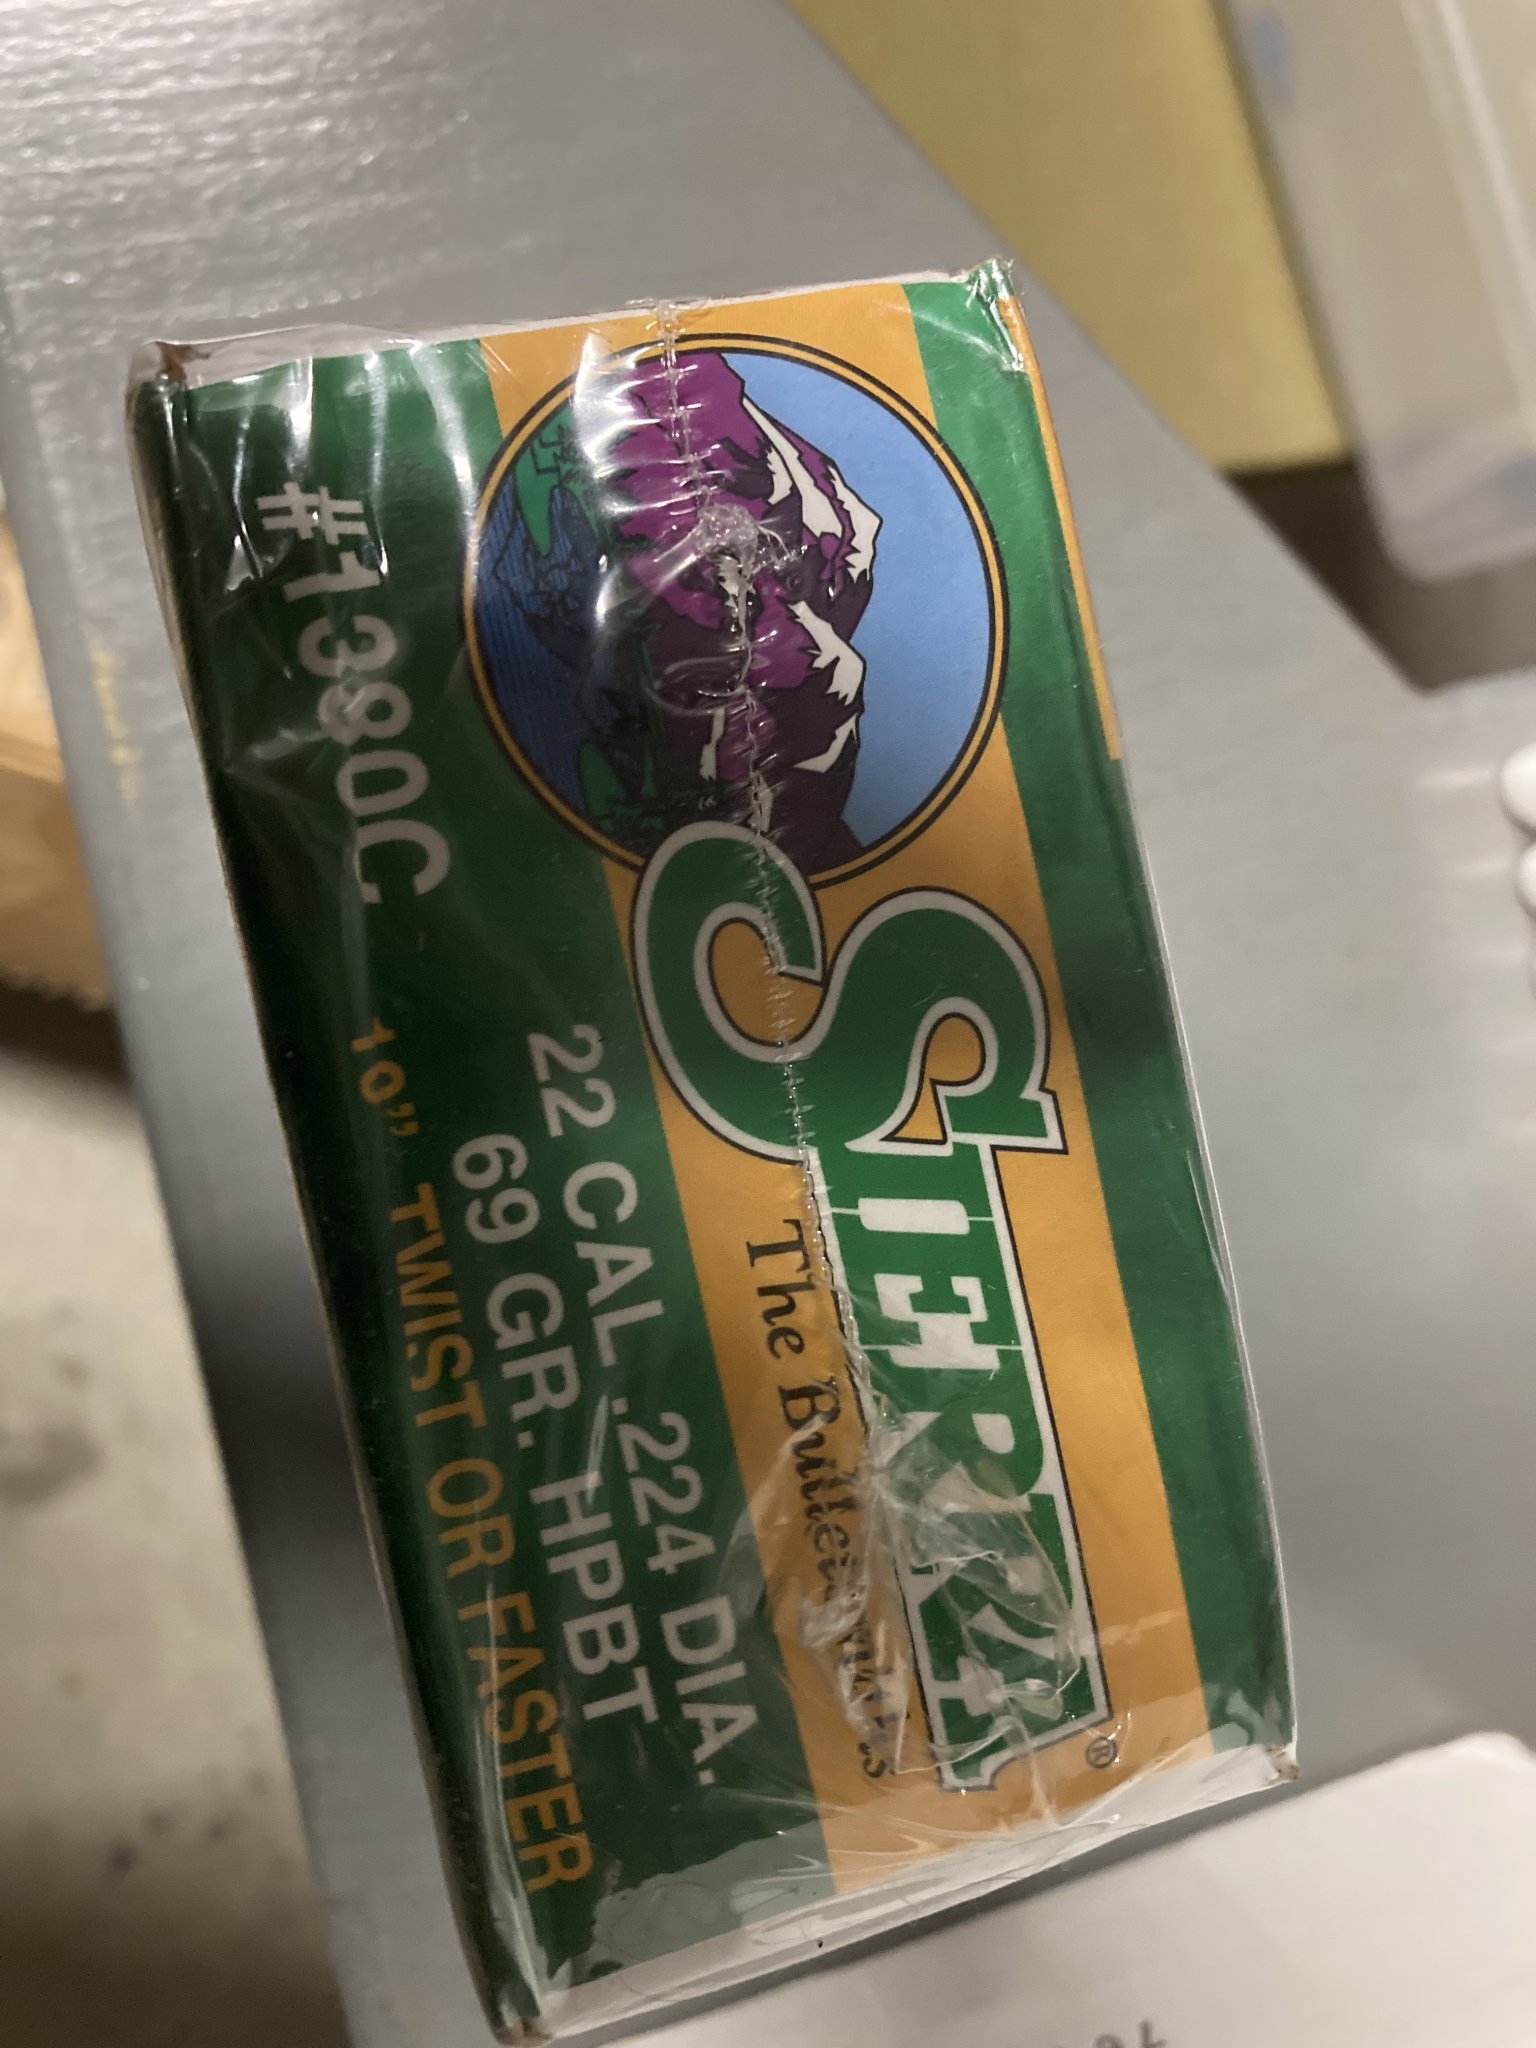 SIERRA®
The Bulletsmiths
22 CAL .224 DIA.
69 GR. HPBT
#1380C
10" TWIST OR FASTER